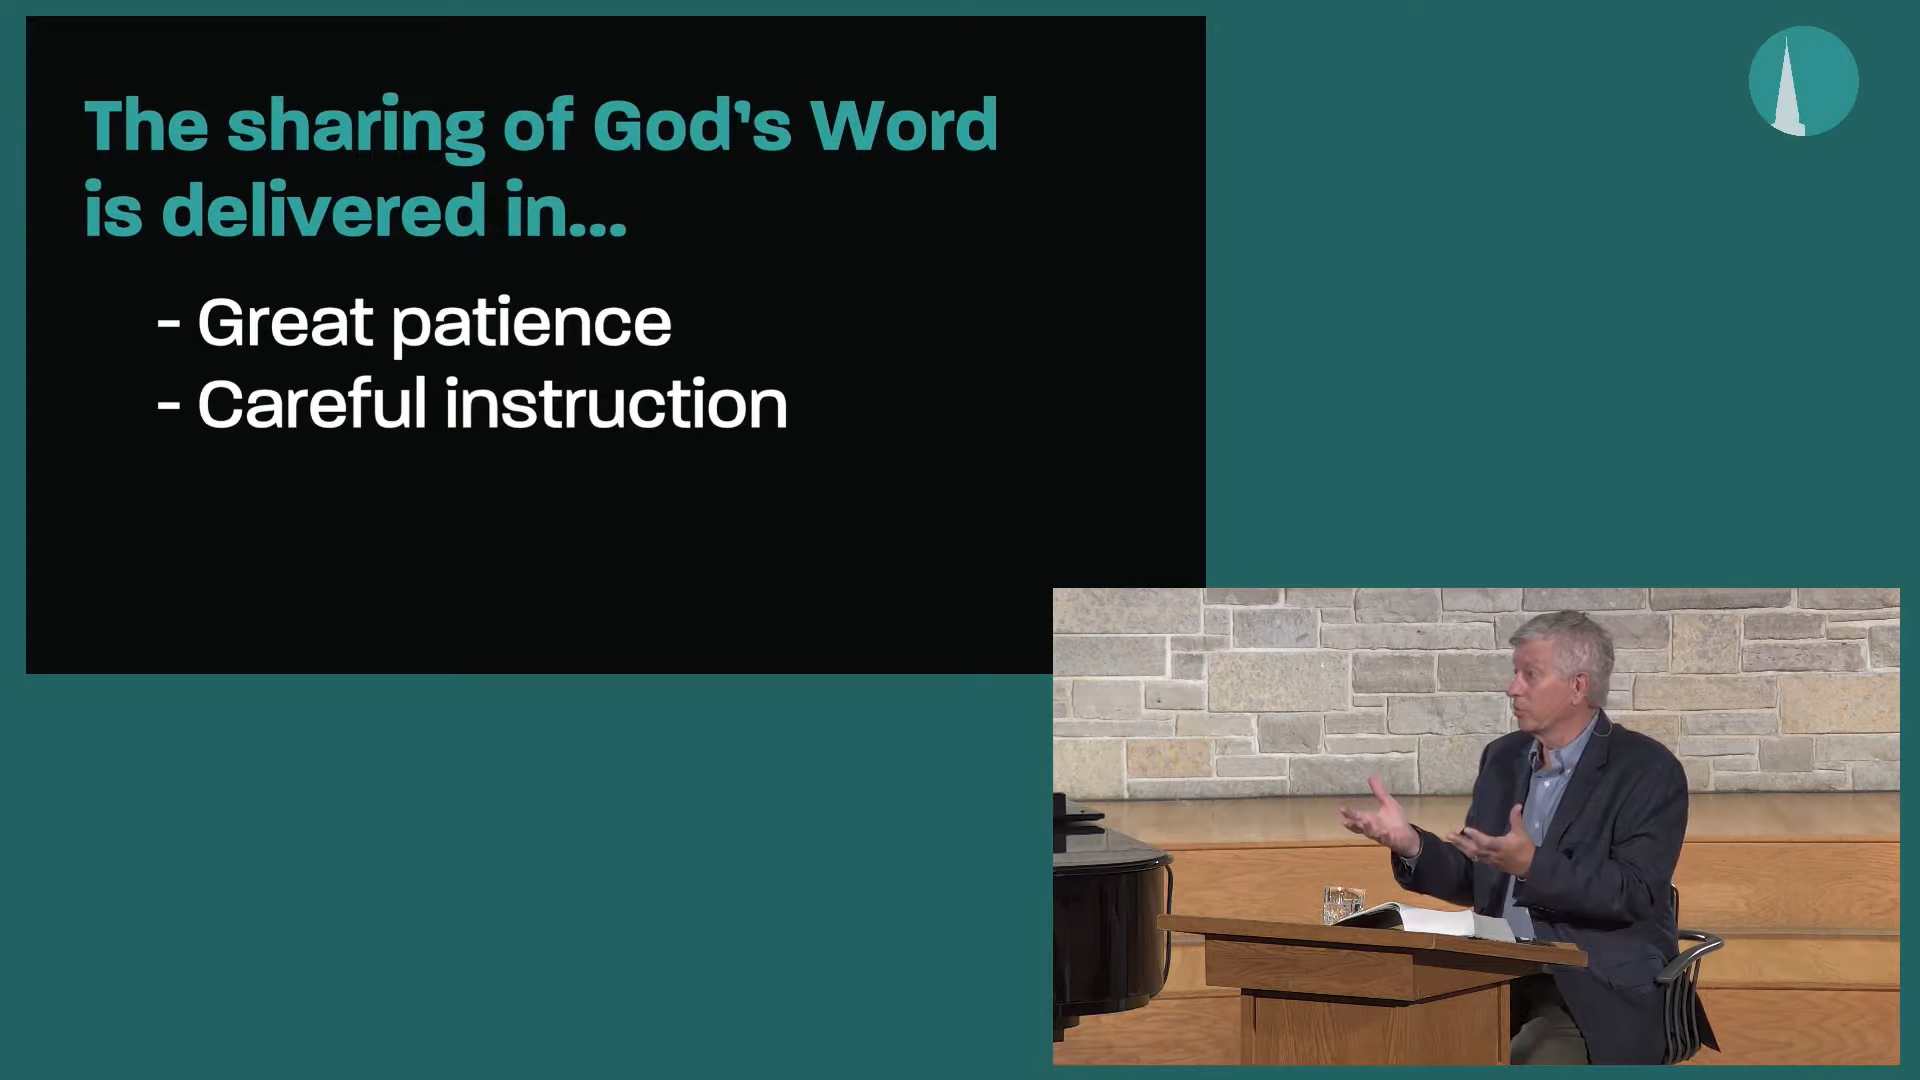 The sharing of God's Word
is delivered in...
- Great patience
- Careful instruction